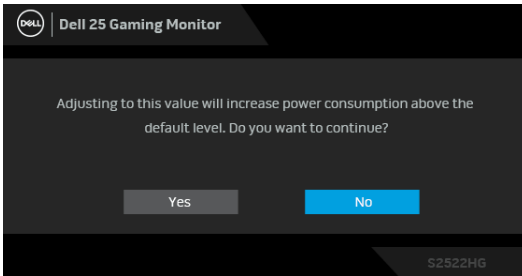 DELL
Dell 25 Gaming Monitor
Adjusting to this value will increase power consumption above the
default level. Do you want to continue?
Yes
No
S2522HG